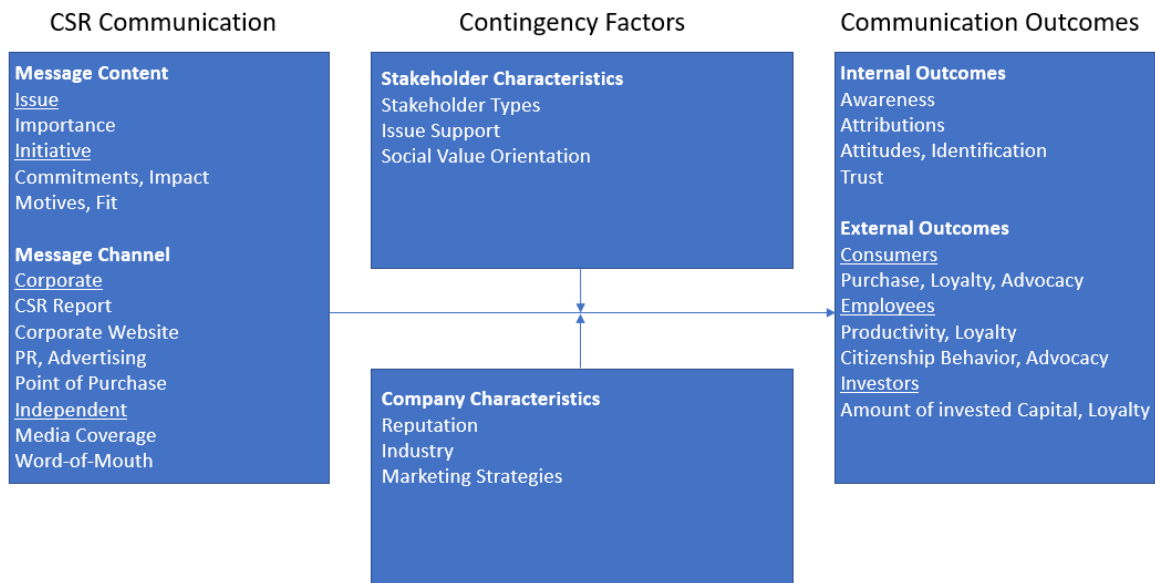 CSR Communication
Message Content
Issue
Importance
Initiative
Commitments, Impact
Motives, Fit
Message Channel
Corporate
CSR Report
Corporate Website
PR, Advertising
Point of Purchase
Independent
Media Coverage
Word-of-Mouth
Contingency Factors
Stakeholder Characteristics
Stakeholder Types
Issue Support
Social Value Orientation
Company Characteristics
Reputation
Industry
Marketing Strategies
Communication Outcomes
Internal Outcomes
Awareness
Attributions
Attitudes, Identification
Trust
External Outcomes
Consumers
Purchase, Loyalty, Advocacy
Employees
Productivity, Loyalty
Citizenship Behavior, Advocacy
Investors
Amount of invested Capital, Loyalty